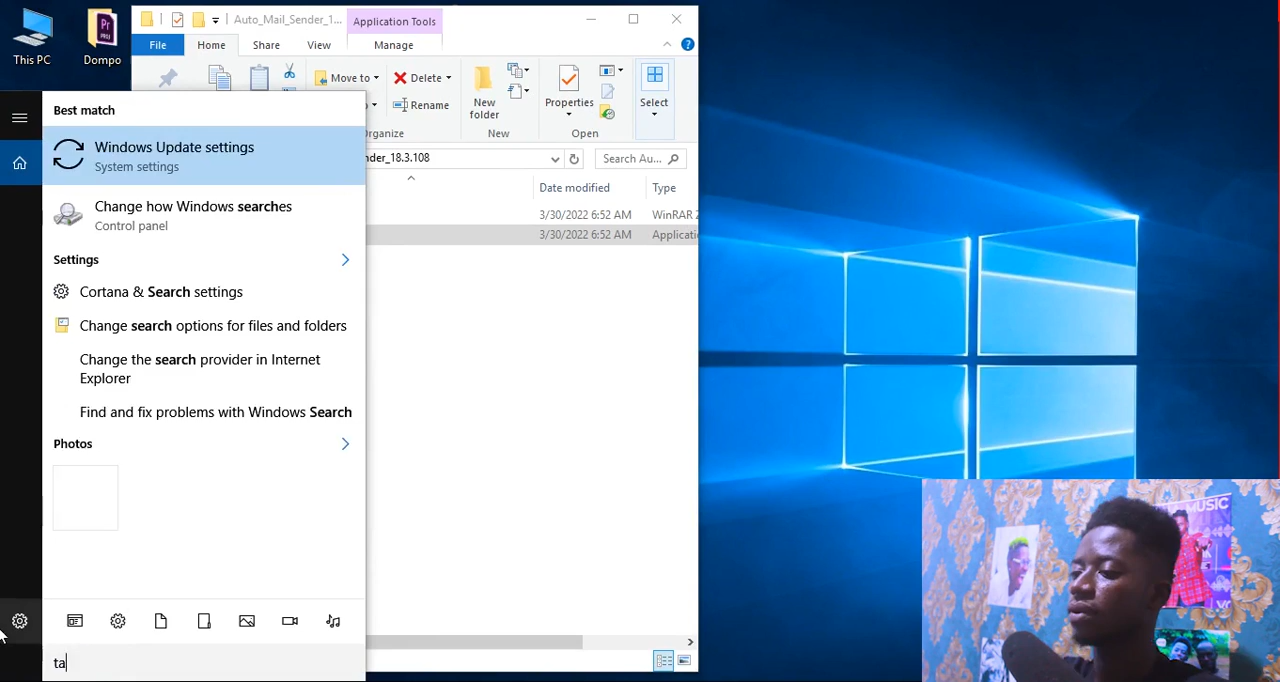 This PC
Dompo
Auto_Mail_Sender_1...
Application Tools
File
Home
Share
View
Manage
Move to
Delete
Rename
New folder
Properties
Select
rganize
New
Open
nder_18.3.108
Search Au...
Date modified
Type
3/30/2022 6:52 AM
WinRAR Z
3/30/2022 6:52 AM
Applicatio
Best match
Windows Update settings
System settings
Change how Windows searches
Control panel
Settings
Cortana & Search settings
Change search options for files and folders
Change the search provider in Internet
Explorer
Find and fix problems with Windows Search
Photos
ta
MUSIC